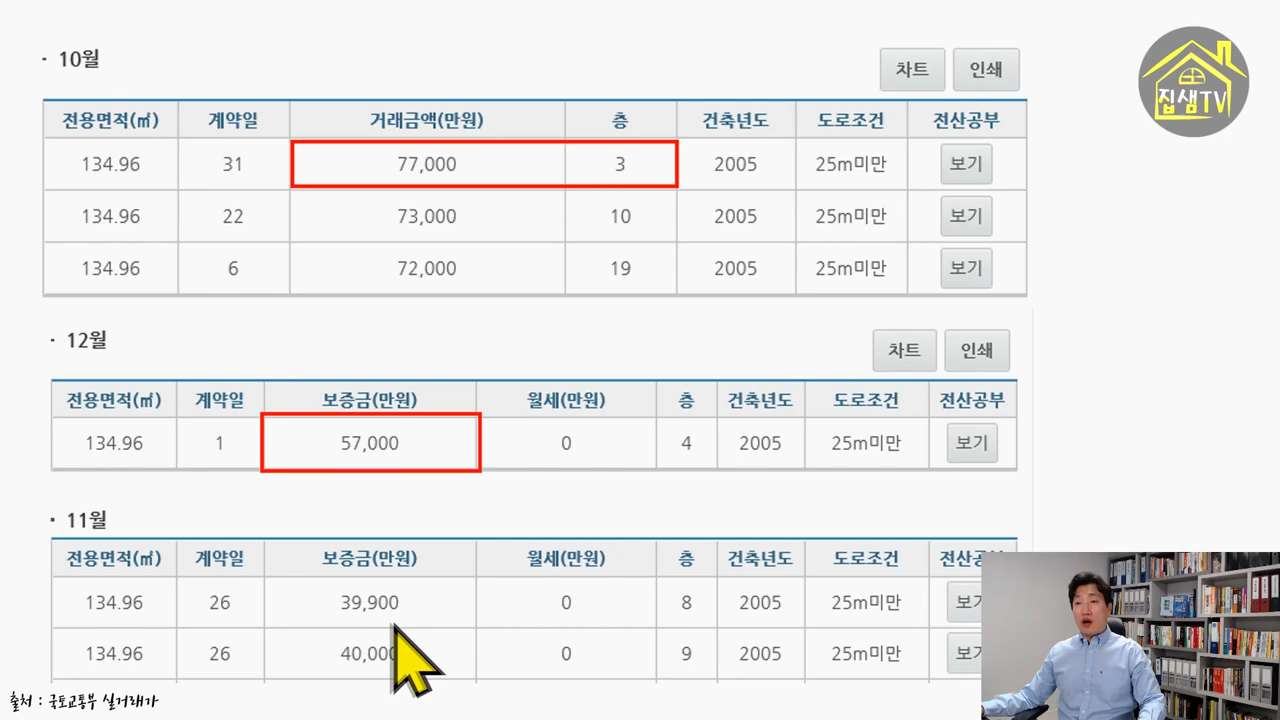 · 10월
차트 인쇄
집샘TV
전용면적(㎡) 계약일 거래금액(만원) 층 건축년도 도로조건 전산공부
134.96 31 77,000 3 2005 25m미만 보기
134.96 22 73,000 10 2005 25m미만 보기
134.96 6 72,000 19 2005 25m미만 보기
· 12월
차트 인쇄
전용면적(㎡) 계약일 보증금(만원) 월세(만원) 층 건축년도 도로조건 전산공부
134.96 1 57,000 0 4 2005 25m미만 보기
· 11월
전용면적(㎡) 계약일 보증금(만원) 월세(만원) 층 건축년도 도로조건 전산공부
134.96 26 39,900 0 8 2005 25m미만 보기
134.96 26 40,000 0 9 2005 25m미만 보기
출처 : 국토교통부 실거래가